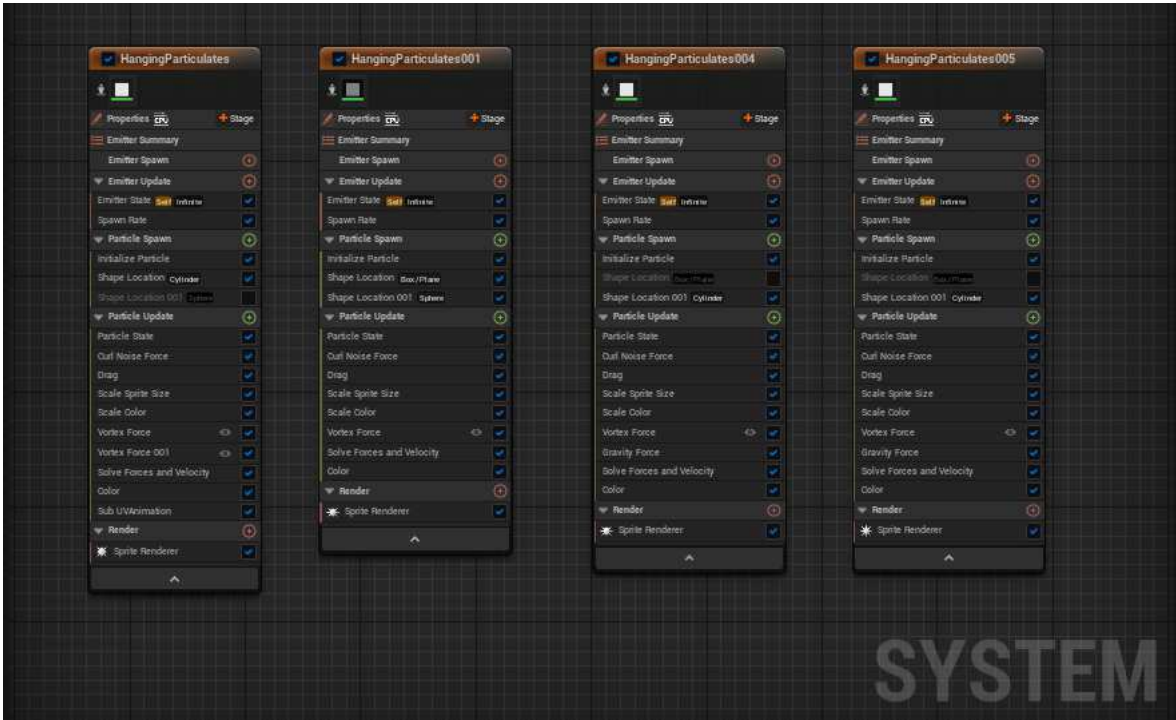 HangingParticulates
Properties CPU + Stage
Emitter Summary
Emitter Spawn
Emitter Update
Emitter State Self Infinite
Spawn Rate
Particle Spawn
Initialize Particle
Shape Location Cylinder
Shape Location 001 Sphere
Particle Update
Particle State
Curl Noise Force
Drag
Scale Sprite Size
Scale Color
Vortex Force
Vortex Force 001
Solve Forces and Velocity
Color
Sub UVAnimation
Render
Sprite Renderer
HangingParticulates001
Properties CPU + Stage
Emitter Summary
Emitter Spawn
Emitter Update
Emitter State Self Infinite
Spawn Rate
Particle Spawn
Initialize Particle
Shape Location Box/Plane
Shape Location 001 Sphere
Particle Update
Particle State
Curl Noise Force
Drag
Scale Sprite Size
Scale Color
Vortex Force
Solve Forces and Velocity
Color
Render
Sprite Renderer
HangingParticulates004
Properties CPU + Stage
Emitter Summary
Emitter Spawn
Emitter Update
Emitter State Self Infinite
Spawn Rate
Particle Spawn
Initialize Particle
Shape Location Box/Plane
Shape Location 001 Cylinder
Particle Update
Particle State
Curl Noise Force
Drag
Scale Sprite Size
Scale Color
Vortex Force
Gravity Force
Solve Forces and Velocity
Color
Render
Sprite Renderer
HangingParticulates005
Properties CPU + Stage
Emitter Summary
Emitter Spawn
Emitter Update
Emitter State Self Infinite
Spawn Rate
Particle Spawn
Initialize Particle
Shape Location Box/Plane
Shape Location 001 Cylinder
Particle Update
Particle State
Curl Noise Force
Drag
Scale Sprite Size
Scale Color
Vortex Force
Gravity Force
Solve Forces and Velocity
Color
Render
Sprite Renderer
SYSTEM